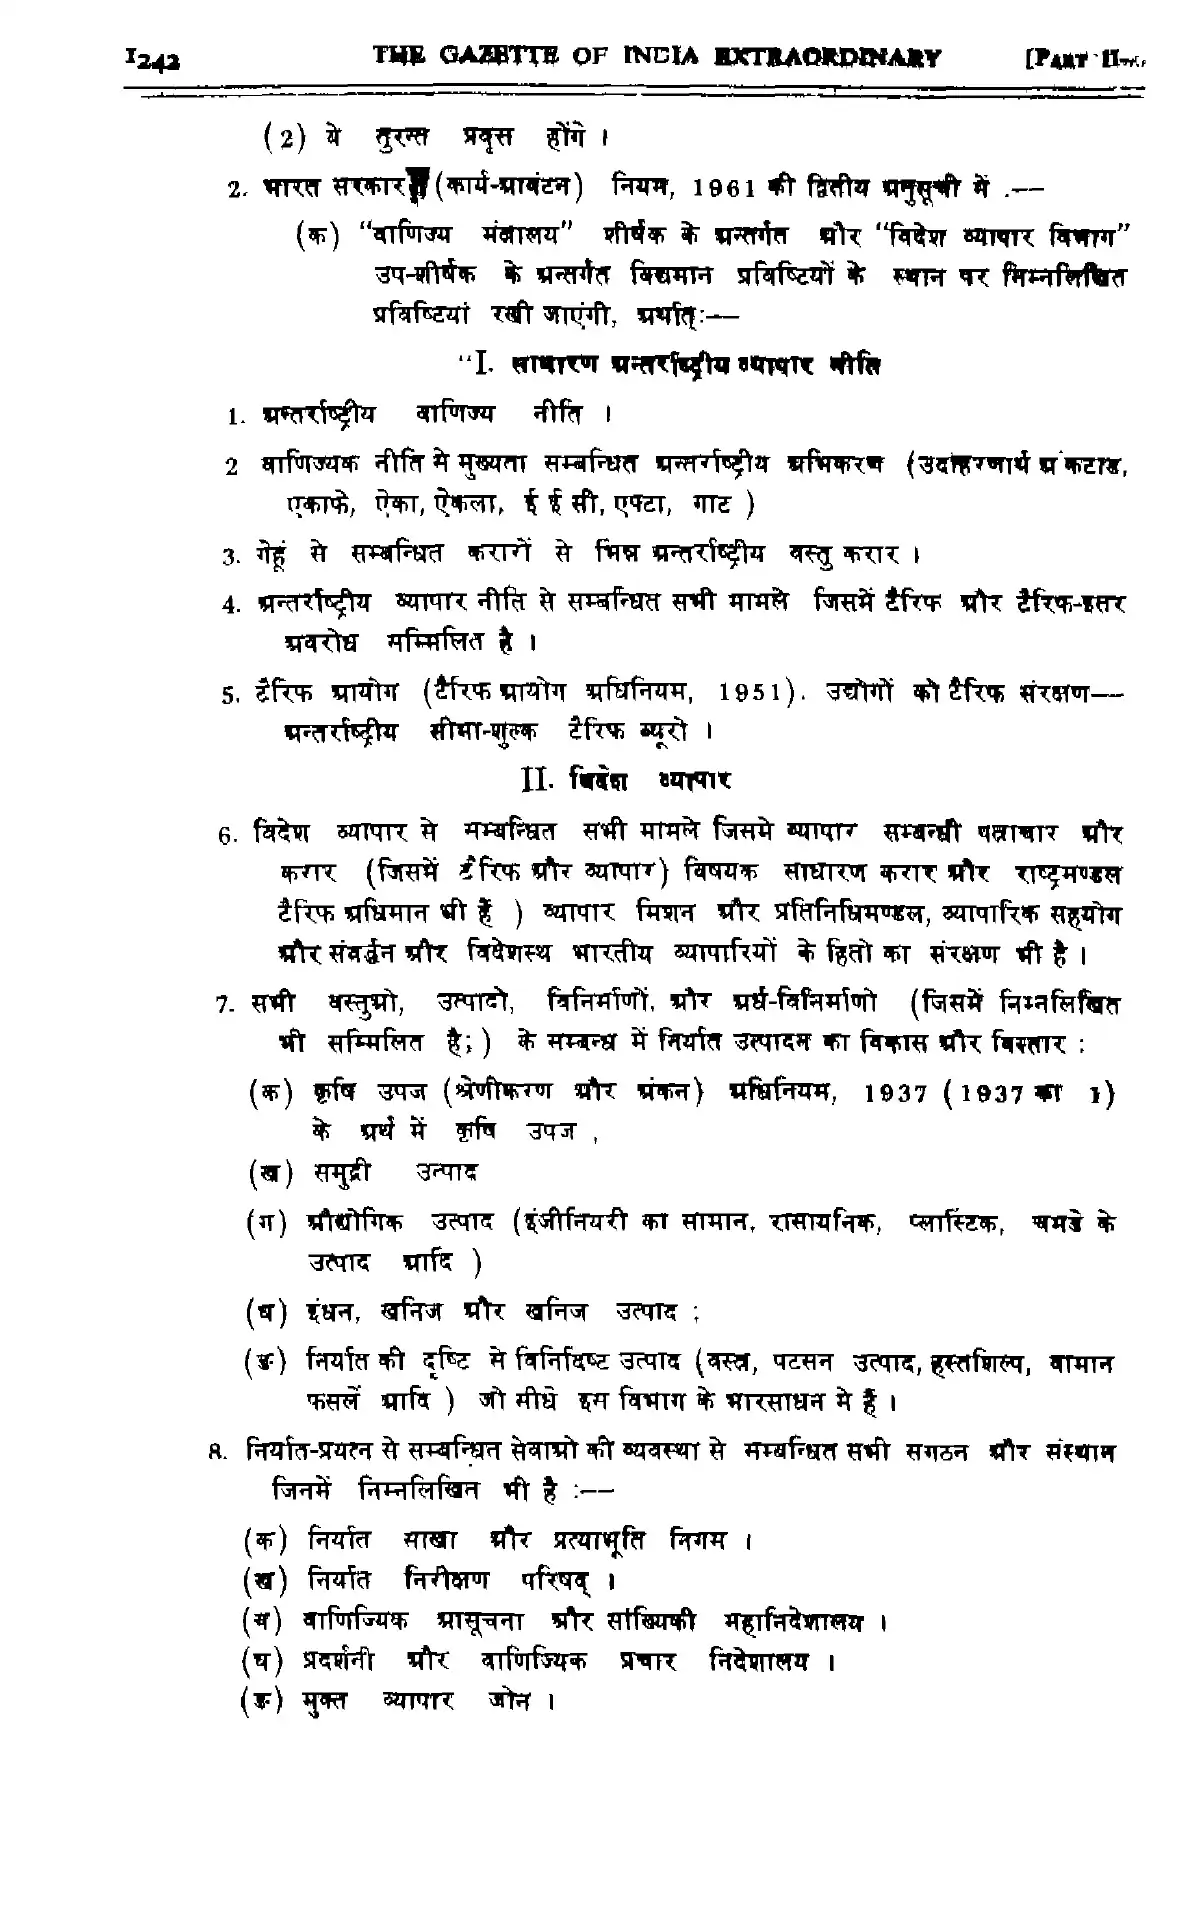 1242 THE GAZETTE OF INDIA EXTRAORDINARY [PART II—
(2) ये तुरन्त प्रवृत्त होंगे ।
2. भारत सरकार (कार्य-आवंटन) नियम, 1961 की द्वितीय अनुसूची में :——
(क) “वाणिज्य मंत्रालय” शीर्षक के अन्तर्गत और “विदेश व्यापार विभाग”
उप-शीर्षक के अन्तर्गत विद्यमान प्रविष्टियों के स्थान पर निम्नलिखित
प्रविष्टियां रखी जाएंगी, अर्थात्:——
“I. साधारण अन्तर्राष्ट्रीय व्यापार नीति
1. अन्तर्राष्ट्रीय वाणिज्य नीति ।
2 वाणिज्यिक नीति मे मुख्यता सम्बन्धित अन्तर्राष्ट्रीय अभिकरण (उदाहरणार्थ अंकटाड,
एकाफे, ऐका, ऐकला, ई ई सी, एफ्टा, गाट )
3. गेहूं से सम्बन्धित करारों से भिन्न अन्तर्राष्ट्रीय वस्तु करार ।
4. अन्तर्राष्ट्रीय व्यापार नीति से सम्बन्धित सभी मामले जिसमें टैरिफ और टैरिफ-इतर
अवरोध सम्मिलित है ।
5. टैरिफ आयोग (टैरिफ आयोग अधिनियम, 1951). उद्योगों को टैरिफ संरक्षण——
अन्तर्राष्ट्रीय सीमा-शुल्क टैरिफ ब्यूरो ।
II. विदेश व्यापार
6. विदेश व्यापार से सम्बन्धित सभी मामले जिसमे व्यापार सम्बन्धी पत्राचार और
करार (जिसमें टैरिफ और व्यापार) विषयक साधारण करार और राष्ट्रमण्डल
टैरिफ अधिमान भी हैं ) व्यापार मिशन और प्रतिनिधिमण्डल, व्यापारिक सहयोग
और संवर्द्धन और विदेशस्थ भारतीय व्यापारियों के हितो का संरक्षण भी है ।
7. सभी वस्तुओ, उत्पादो, विनिर्माणों, और अर्ध-विनिर्माणो (जिसमें निम्नलिखित
भी सम्मिलित है; ) के सम्बन्ध में निर्यात उत्पादन का विकास और विस्तार :
(क) कृषि उपज (श्रेणीकरण और अंकन) अधिनियम, 1937 (1937 का 1)
के अर्थ में कृषि उपज ,
(ख) समुद्री उत्पाद
(ग) औद्योगिक उत्पाद (इंजीनियरी का सामान, रासायनिक, प्लास्टिक, चमडे के
उत्पाद आदि )
(घ) इंधन, खनिज और खनिज उत्पाद ;
(ङ) निर्यात की दृष्टि से विनिर्दिष्ट उत्पाद (वस्त्र, पटसन उत्पाद, हस्तशिल्प, बागान
फसलें आदि ) जो सीधे इस विभाग के भारसाधन मे हैं ।
8. निर्यात-प्रयत्न से सम्बन्धित सेवाओ की व्यवस्था से सम्बन्धित सभी सगठन और संस्थान
जिनमें निम्नलिखित भी है :——
(क) निर्यात साखा और प्रत्याभूति निगम ।
(ख) निर्यात निरीक्षण परिषद् ।
(ग) वाणिज्यिक आसूचना और सांख्यिकी महानिदेशालय ।
(घ) प्रदर्शनी और वाणिज्यिक प्रचार निदेशालय ।
(ङ) मुक्त व्यापार जोन ।